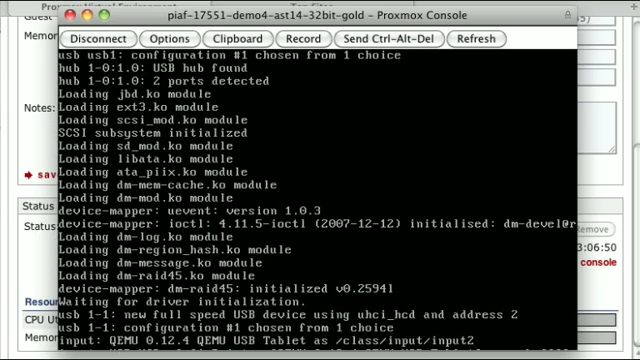 Proxmox Virtual Environment
Top Sites
piaf-17551-demo4-ast14-32bit-gold - Proxmox Console
Guest
Memor
Notes:
sav
Status
Status:
Resour
CPU U
Memor
Disconnect Options Clipboard Record Send Ctrl-Alt-Del Refresh
usb usb1: configuration #1 chosen from 1 choice
hub 1-0:1.0: USB hub found
hub 1-0:1.0: 2 ports detected
Loading jbd.ko module
Loading ext3.ko module
Loading scsi_mod.ko module
SCSI subsystem initialized
Loading sd_mod.ko module
Loading libata.ko module
Loading ata_piix.ko module
Loading dm-mem-cache.ko module
Loading dm-mod.ko module
device-mapper: uevent: version 1.0.3
device-mapper: ioctl: 4.11.5-ioctl (2007-12-12) initialised: dm-devel@r
Loading dm-log.ko module
Loading dm-region_hash.ko module
Loading dm-message.ko module
Loading dm-raid45.ko module
device-mapper: dm-raid45: initialized v0.2594l
Waiting for driver initialization.
usb 1-1: new full speed USB device using uhci_hcd and address 2
usb 1-1: configuration #1 chosen from 1 choice
input: QEMU 0.12.4 QEMU USB Tablet as /class/input/input2
Remove
3:06:50
console